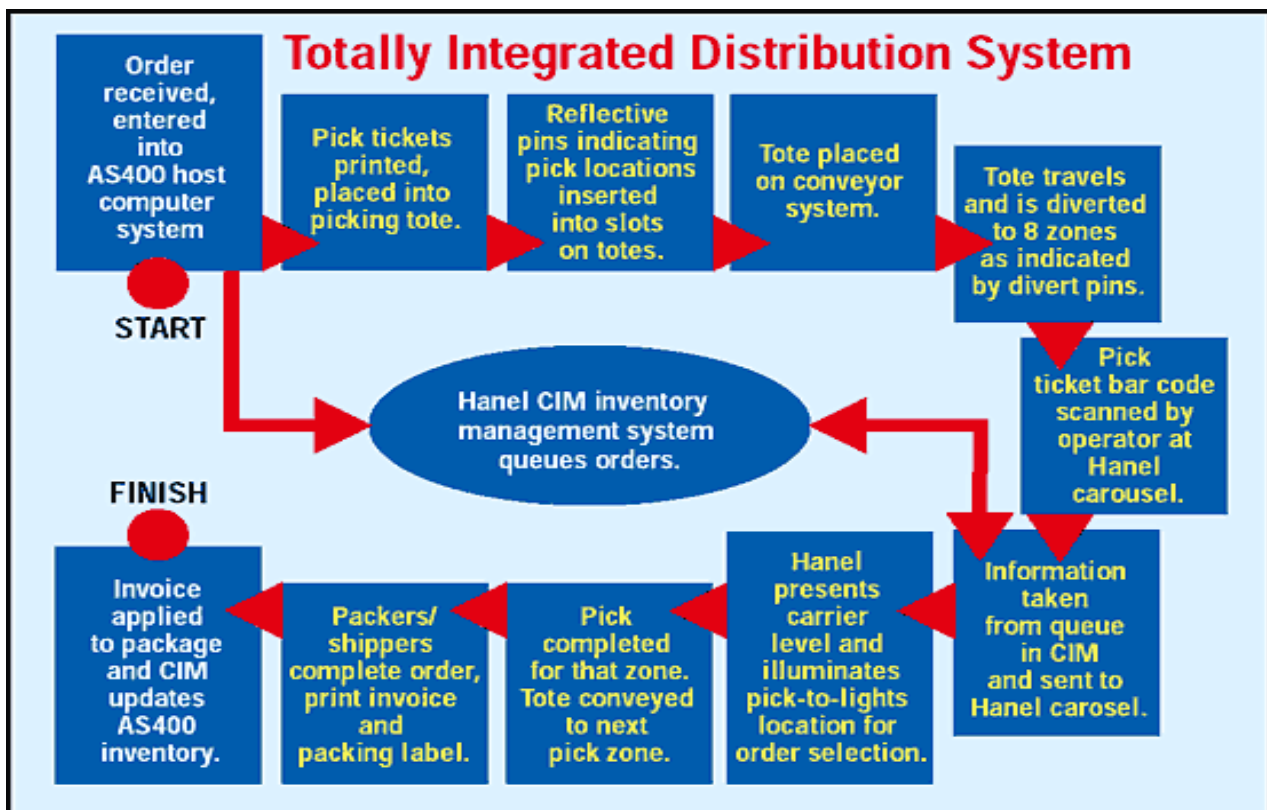 Totally Integrated Distribution System
Order
received,
entered
into
AS400 host
computer
system
START
Pick tickets
printed,
placed into
picking tote.
Reflective
pins indicating
pick locations
inserted
into slots
on totes.
Tote placed
on conveyor
system.
Tote travels
and is diverted
to 8 zones
as indicated
by divert pins.
Pick
ticket bar code
scanned by
operator at
Hanel
carousel.
Hanel CIM inventory
management system
queues orders.
Information
taken
from queue
in CIM
and sent to
Hanel carosel.
Hanel
presents
carrier
level and
illuminates
pick-to-lights
location for
order selection.
Pick
completed
for that zone.
Tote conveyed
to next
pick zone.
Packers/
shippers
complete order,
print invoice
and
packing label.
FINISH
Invoice
applied
to package
and CIM
updates
AS400
inventory.